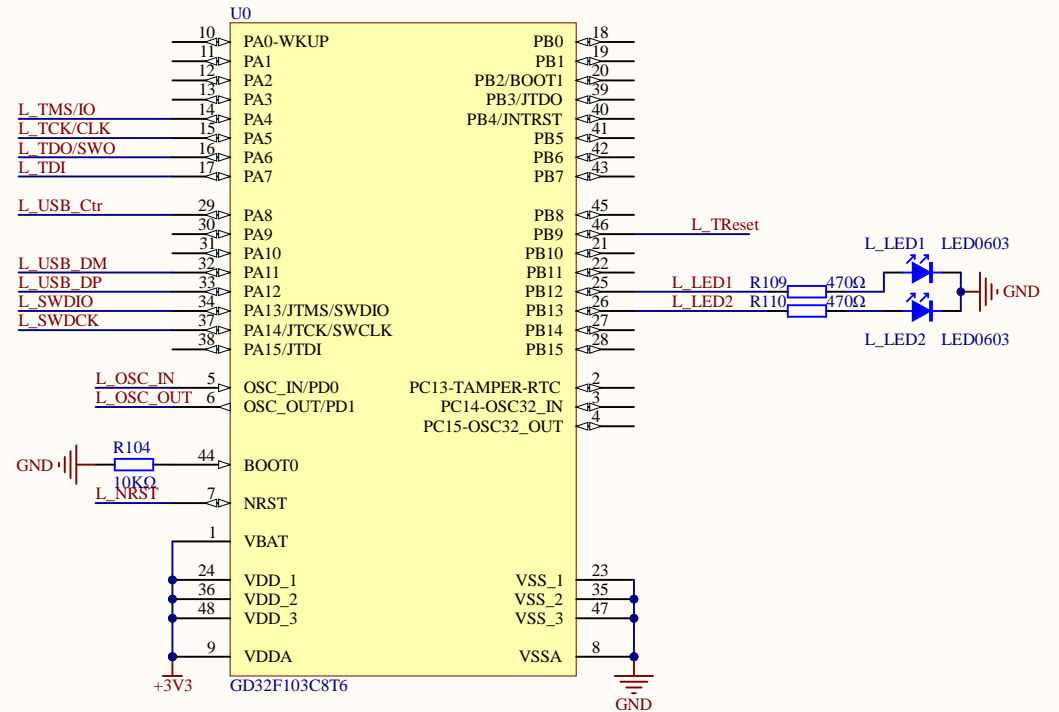 U0
10 PA0-WKUP
11 PA1
12 PA2
13 PA3
L_TMS/IO 14 PA4
L_TCK/CLK 15 PA5
L_TDO/SWO 16 PA6
L_TDI 17 PA7
L_USB_Ctr 29 PA8
30 PA9
31 PA10
L_USB_DM 32 PA11
L_USB_DP 33 PA12
L_SWDIO 34 PA13/JTMS/SWDIO
L_SWDCK 37 PA14/JTCK/SWCLK
38 PA15/JTDI
L_OSC_IN 5 OSC_IN/PD0
L_OSC_OUT 6 OSC_OUT/PD1
R104
GND 44 BOOT0
10KΩ
L_NRST 7 NRST
1 VBAT
24 VDD_1
36 VDD_2
48 VDD_3
9 VDDA
+3V3
GD32F103C8T6
PB0 18
PB1 19
PB2/BOOT1 20
PB3/JTDO 39
PB4/JNTRST 40
PB5 41
PB6 42
PB7 43
PB8 45
PB9 46 L_TReset
PB10 21
PB11 22
PB12 25 L_LED1 R109 470Ω
PB13 26 L_LED2 R110 470Ω
PB14 27
PB15 28
L_LED1 LED0603
GND
L_LED2 LED0603
PC13-TAMPER-RTC 2
PC14-OSC32_IN 3
PC15-OSC32_OUT 4
VSS_1 23
VSS_2 35
VSS_3 47
VSSA 8
GND